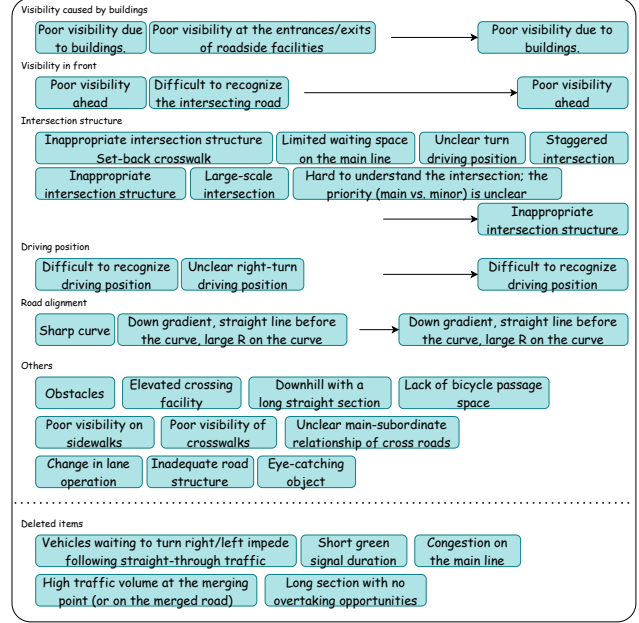 Visibility caused by buildings
Poor visibility due
to buildings.
Poor visibility at the entrances/exits
of roadside facilities
Poor visibility due to
buildings.
Visibility in front
Poor visibility
ahead
Difficult to recognize
the intersecting road
Poor visibility
ahead
Intersection structure
Inappropriate intersection structure
Set-back crosswalk
Limited waiting space
on the main line
Unclear turn
driving position
Staggered
intersection
Inappropriate
intersection structure
Large-scale
intersection
Hard to understand the intersection; the
priority (main vs. minor) is unclear
Inappropriate
intersection structure
Driving position
Difficult to recognize
driving position
Unclear right-turn
driving position
Difficult to recognize
driving position
Road alignment
Sharp curve
Down gradient, straight line before
the curve, large R on the curve
Down gradient, straight line before
the curve, large R on the curve
Others
Obstacles
Elevated crossing
facility
Downhill with a
long straight section
Lack of bicycle passage
space
Poor visibility on
sidewalks
Poor visibility of
crosswalks
Unclear main-subordinate
relationship of cross roads
Change in lane
operation
Inadequate road
structure
Eye-catching
object
Deleted items
Vehicles waiting to turn right/left impede
following straight-through traffic
Short green
signal duration
Congestion on
the main line
High traffic volume at the merging
point (or on the merged road)
Long section with no
overtaking opportunities